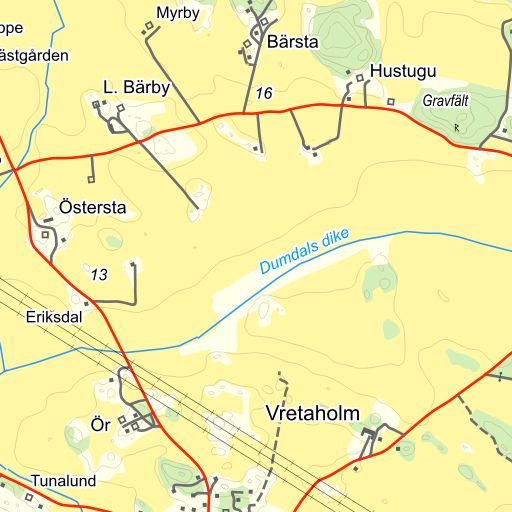 Myrby
Bärsta
ästgården
L. Bärby
16
Hustugu
Gravfält
R
Östersta
Dumdals dike
13
Eriksdal
Vretaholm
Ör
Tunalund